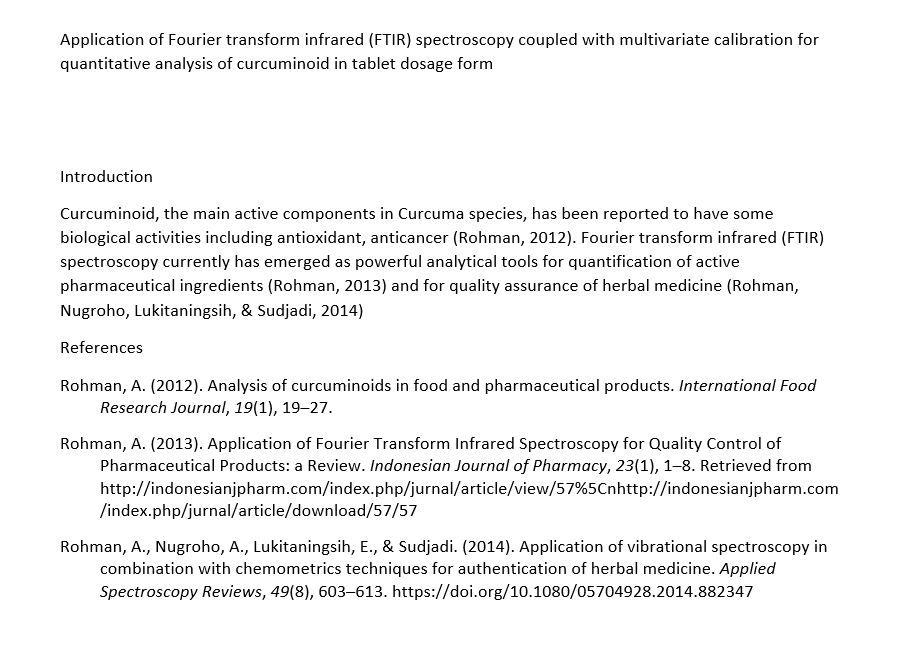 Application of Fourier transform infrared (FTIR) spectroscopy coupled with multivariate calibration for
quantitative analysis of curcuminoid in tablet dosage form
Introduction
Curcuminoid, the main active components in Curcuma species, has been reported to have some
biological activities including antioxidant, anticancer (Rohman, 2012). Fourier transform infrared (FTIR)
spectroscopy currently has emerged as powerful analytical tools for quantification of active
pharmaceutical ingredients (Rohman, 2013) and for quality assurance of herbal medicine (Rohman,
Nugroho, Lukitaningsih, & Sudjadi, 2014)
References
Rohman, A. (2012). Analysis of curcuminoids in food and pharmaceutical products. International Food
Research Journal, 19(1), 19–27.
Rohman, A. (2013). Application of Fourier Transform Infrared Spectroscopy for Quality Control of
Pharmaceutical Products: a Review. Indonesian Journal of Pharmacy, 23(1), 1–8. Retrieved from
http://indonesianjpharm.com/index.php/jurnal/article/view/57%5Cnhttp://indonesianjpharm.com
/index.php/jurnal/article/download/57/57
Rohman, A., Nugroho, A., Lukitaningsih, E., & Sudjadi. (2014). Application of vibrational spectroscopy in
combination with chemometrics techniques for authentication of herbal medicine. Applied
Spectroscopy Reviews, 49(8), 603–613. https://doi.org/10.1080/05704928.2014.882347